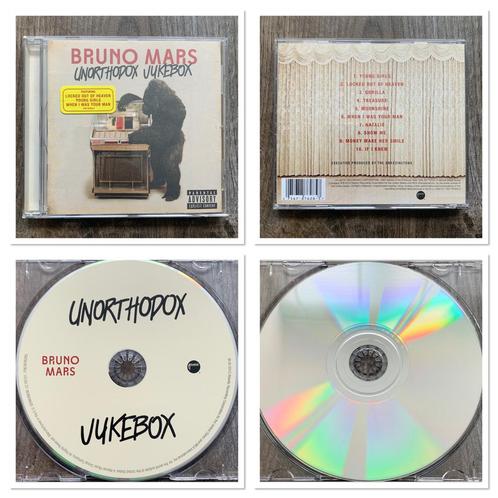 BRUNO MARS
UNORTHODOX JUKEBOX
FEATURING
LOCKED OUT OF HEAVEN
YOUNG GIRLS
WHEN I WAS YOUR MAN
PARENTAL
ADVISORY
EXPLICIT CONTENT
1. YOUNG GIRLS
2. LOCKED OUT OF HEAVEN
3. GORILLA
4. TREASURE
5. MOONSHINE
6. WHEN I WAS YOUR MAN
7. NATALIE
8. SHOW ME
9. MONEY MAKE HER SMILE
10. IF I KNEW
EXECUTIVE PRODUCED BY THE SMEEZINGTONS
UNORTHODOX
BRUNO
MARS
JUKEBOX